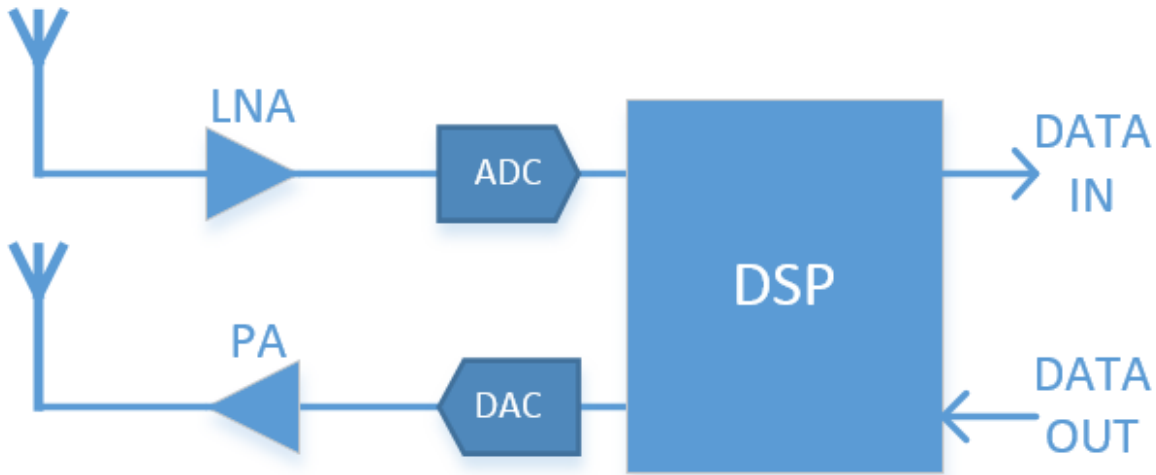 LNA
ADC
DATA
IN
DSP
PA
DAC
DATA
OUT